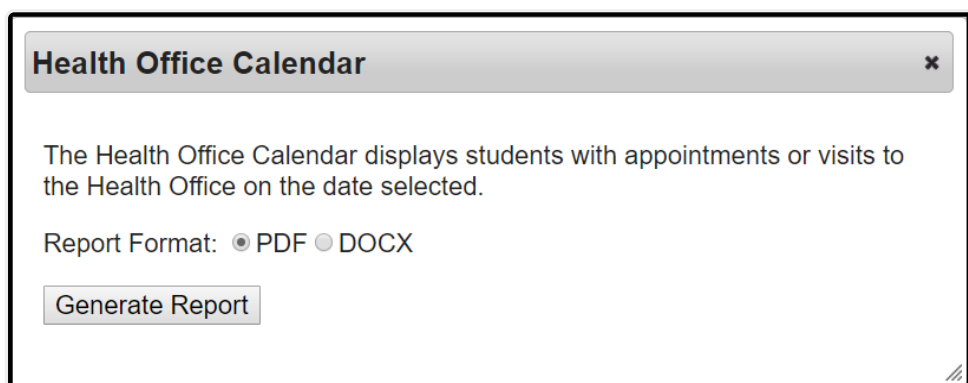 Health Office Calendar
The Health Office Calendar displays students with appointments or visits to
the Health Office on the date selected.
Report Format: PDF DOCX
Generate Report